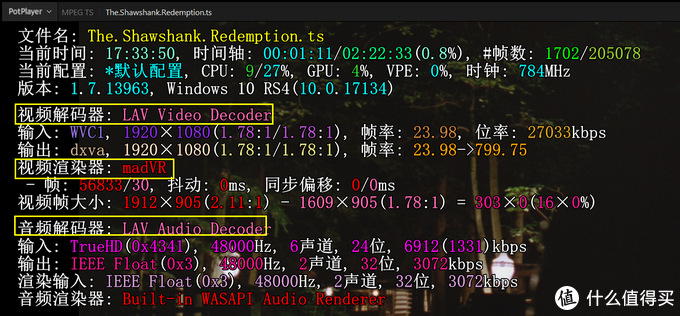 PotPlayer MPEG TS The.Shawshank.Redemption.ts
文件名: The.Shawshank.Redemption.ts
当前时间: 17:33:50, 时间轴: 00:01:11/02:22:33(0.8%), #帧数: 1702/205078
当前配置: *默认配置, CPU: 9/27%, GPU: 4%, VPE: 0%, 时钟: 784MHz
版本: 1.7.13963, Windows 10 RS4(10.0.17134)
视频解码器: LAV Video Decoder
输入: WVC1, 1920×1080(1.78:1/1.78:1), 帧率: 23.98, 位率: 27033kbps
输出: dxva, 1920×1080(1.78:1/1.78:1), 帧率: 23.98->799.75
视频渲染器: madVR
- 帧: 56833/30, 抖动: 0ms, 同步偏移: 0/0ms
视频帧大小: 1912×905(2.11:1) - 1609×905(1.78:1) = 303×0(16×0%)
音频解码器: LAV Audio Decoder
输入: TrueHD(0x4341), 48000Hz, 6声道, 24位, 6912(1331)kbps
输出: IEEE Float(0x3), 48000Hz, 2声道, 32位, 3072kbps
渲染输入: IEEE Float(0x3), 48000Hz, 2声道, 32位, 3072kbps
音频渲染器: Built-in WASAPI Audio Renderer
值 什么值得买